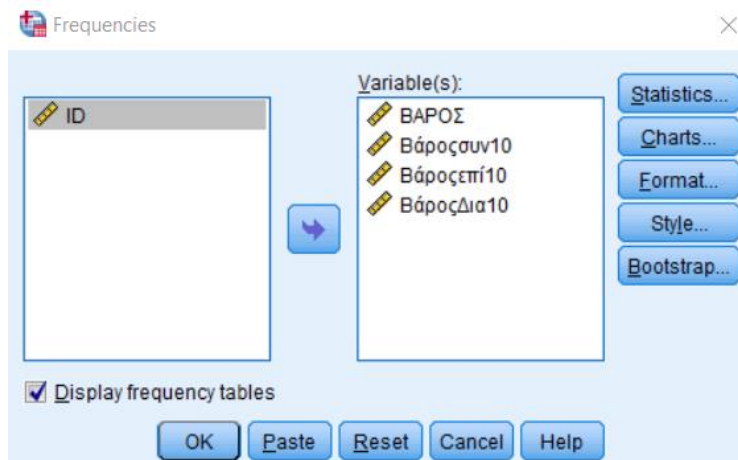 Frequencies
ID
Variable(s):
ΒΑΡΟΣ
Βάροςσυν10
Βάροςεπί10
ΒάροςΔια10
Statistics...
Charts...
Format...
Style...
Bootstrap...
Display frequency tables
OK Paste Reset Cancel Help